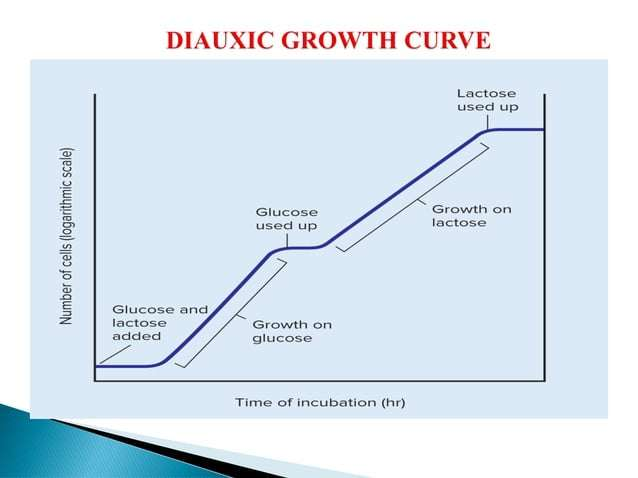 DIAUXIC GROWTH CURVE
Lactose
used up
Number of cells (logarithmic scale)
Glucose
used up
Growth on
lactose
Glucose and
lactose
added
Growth on
glucose
Time of incubation (hr)